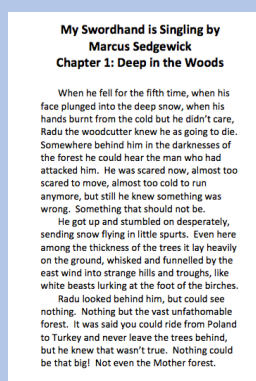 My Swordhand is Singling by
Marcus Sedgewick
Chapter 1: Deep in the Woods
When he fell for the fifth time, when his
face plunged into the deep snow, when his
hands burnt from the cold but he didn't care,
Radu the woodcutter knew he as going to die.
Somewhere behind him in the darknesses of
the forest he could hear the man who had
attacked him.  He was scared now, almost too
scared to move, almost too cold to run
anymore, but still he knew something was
wrong.  Something that should not be.
He got up and stumbled on desperately,
sending snow flying in little spurts.  Even here
among the thickness of the trees it lay heavily
on the ground, whisked and funnelled by the
east wind into strange hills and troughs, like
white beasts lurking at the foot of the birches.
Radu looked behind him, but could see
nothing.  Nothing but the vast unfathomable
forest.  It was said you could ride from Poland
to Turkey and never leave the trees behind,
but he knew that wasn't true.  Nothing could
be that big!  Not even the Mother forest.